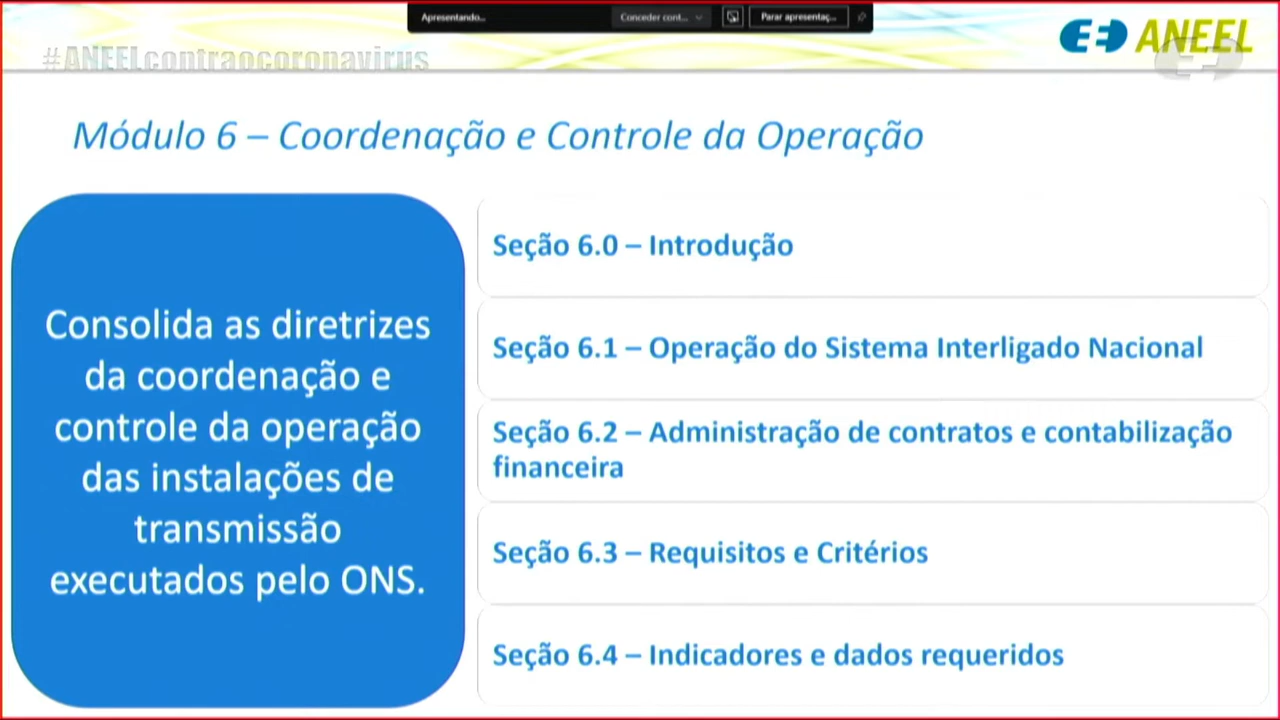 Apresentando...
Conceder cont...
Parar apresentaç...
ANEEL
#ANEELcontraocoronavirus
Módulo 6 – Coordenação e Controle da Operação
Consolida as diretrizes
da coordenação e
controle da operação
das instalações de
transmissão
executados pelo ONS.
Seção 6.0 – Introdução
Seção 6.1 – Operação do Sistema Interligado Nacional
Seção 6.2 – Administração de contratos e contabilização
financeira
Seção 6.3 – Requisitos e Critérios
Seção 6.4 – Indicadores e dados requeridos